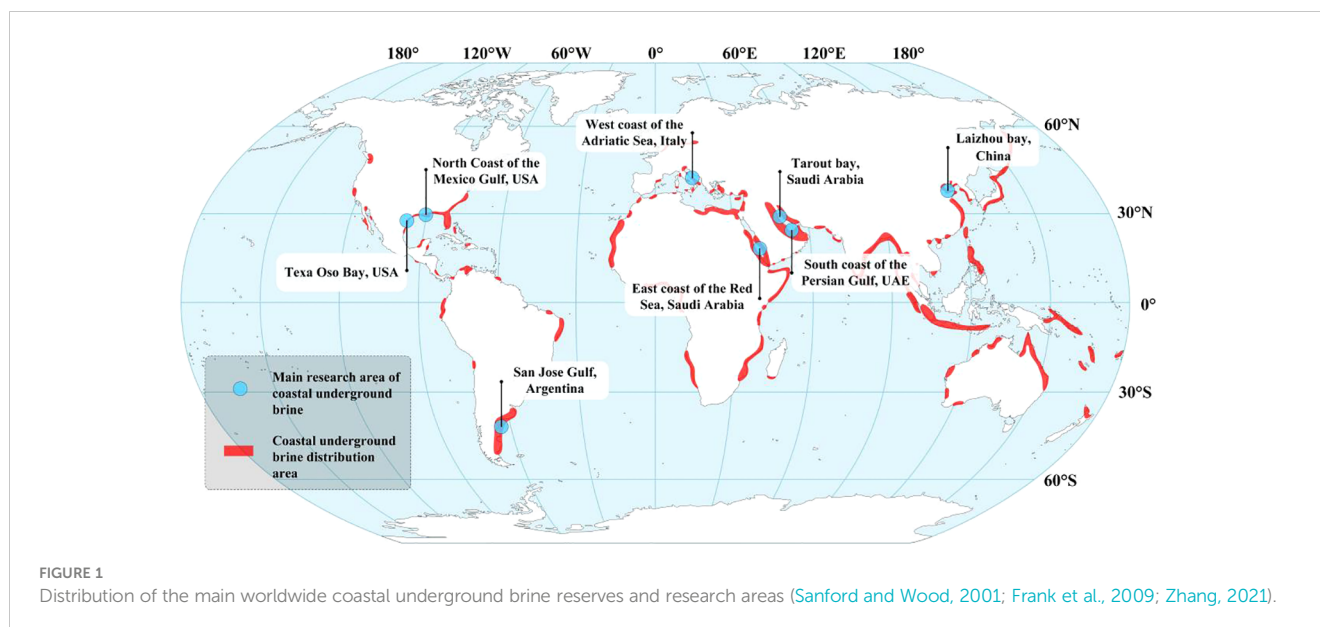 180° 120°W 60°W 0° 60°E 120°E 180°
60°N
West coast of the
Adriatic Sea, Italy
Laizhou bay,
China
North Coast of the
Mexico Gulf, USA
Tarout bay,
Saudi Arabia
30°N
Texa Oso Bay, USA
South coast of the
Persian Gulf, UAE
East coast of the Red
Sea, Saudi Arabia
0°
San Jose Gulf,
Argentina
Main research area of
coastal underground
brine
30°S
Coastal underground
brine distribution
area
60°S
FIGURE 1
Distribution of the main worldwide coastal underground brine reserves and research areas (Sanford and Wood, 2001; Frank et al., 2009; Zhang, 2021).